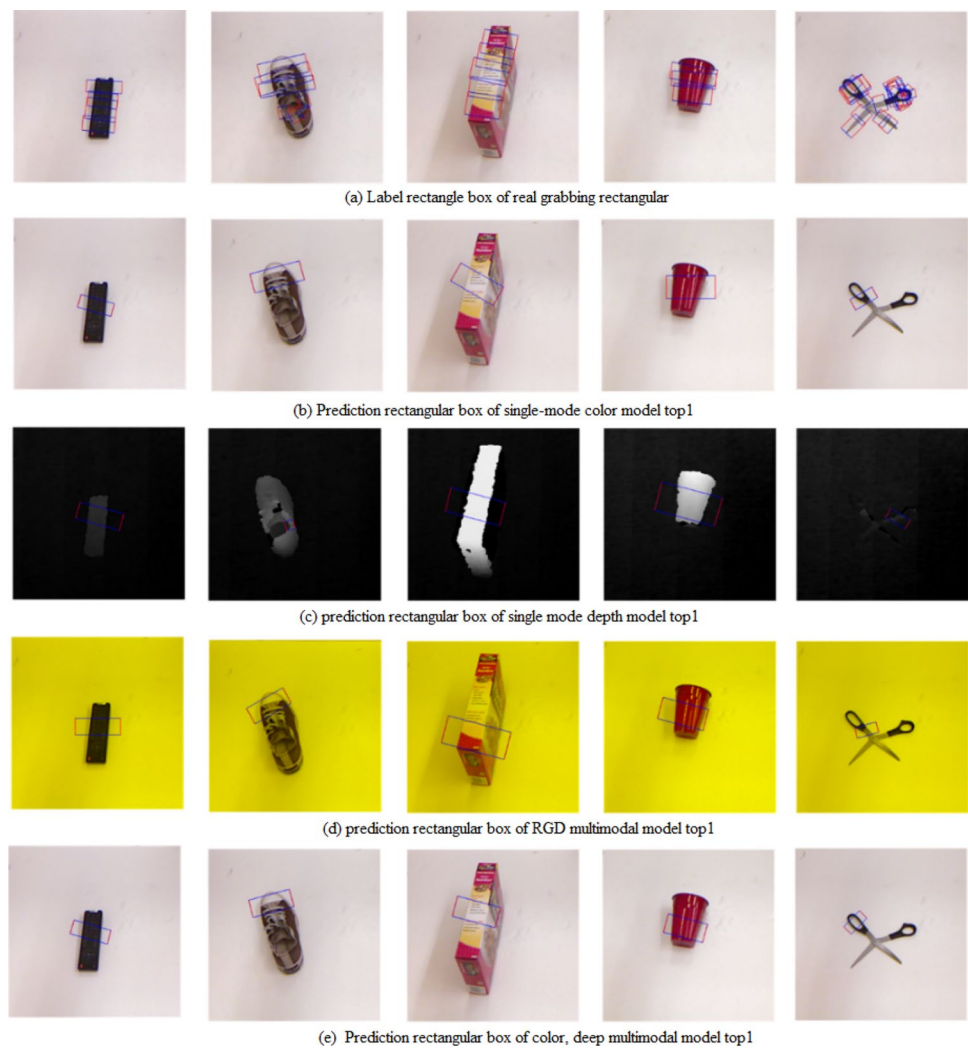 (a) Label rectangle box of real grabbing rectangular
(b) Prediction rectangular box of single-mode color model top1
(c) prediction rectangular box of single mode depth model top1
(d) prediction rectangular box of RGD multimodal model top1
(e) Prediction rectangular box of color, deep multimodal model top1